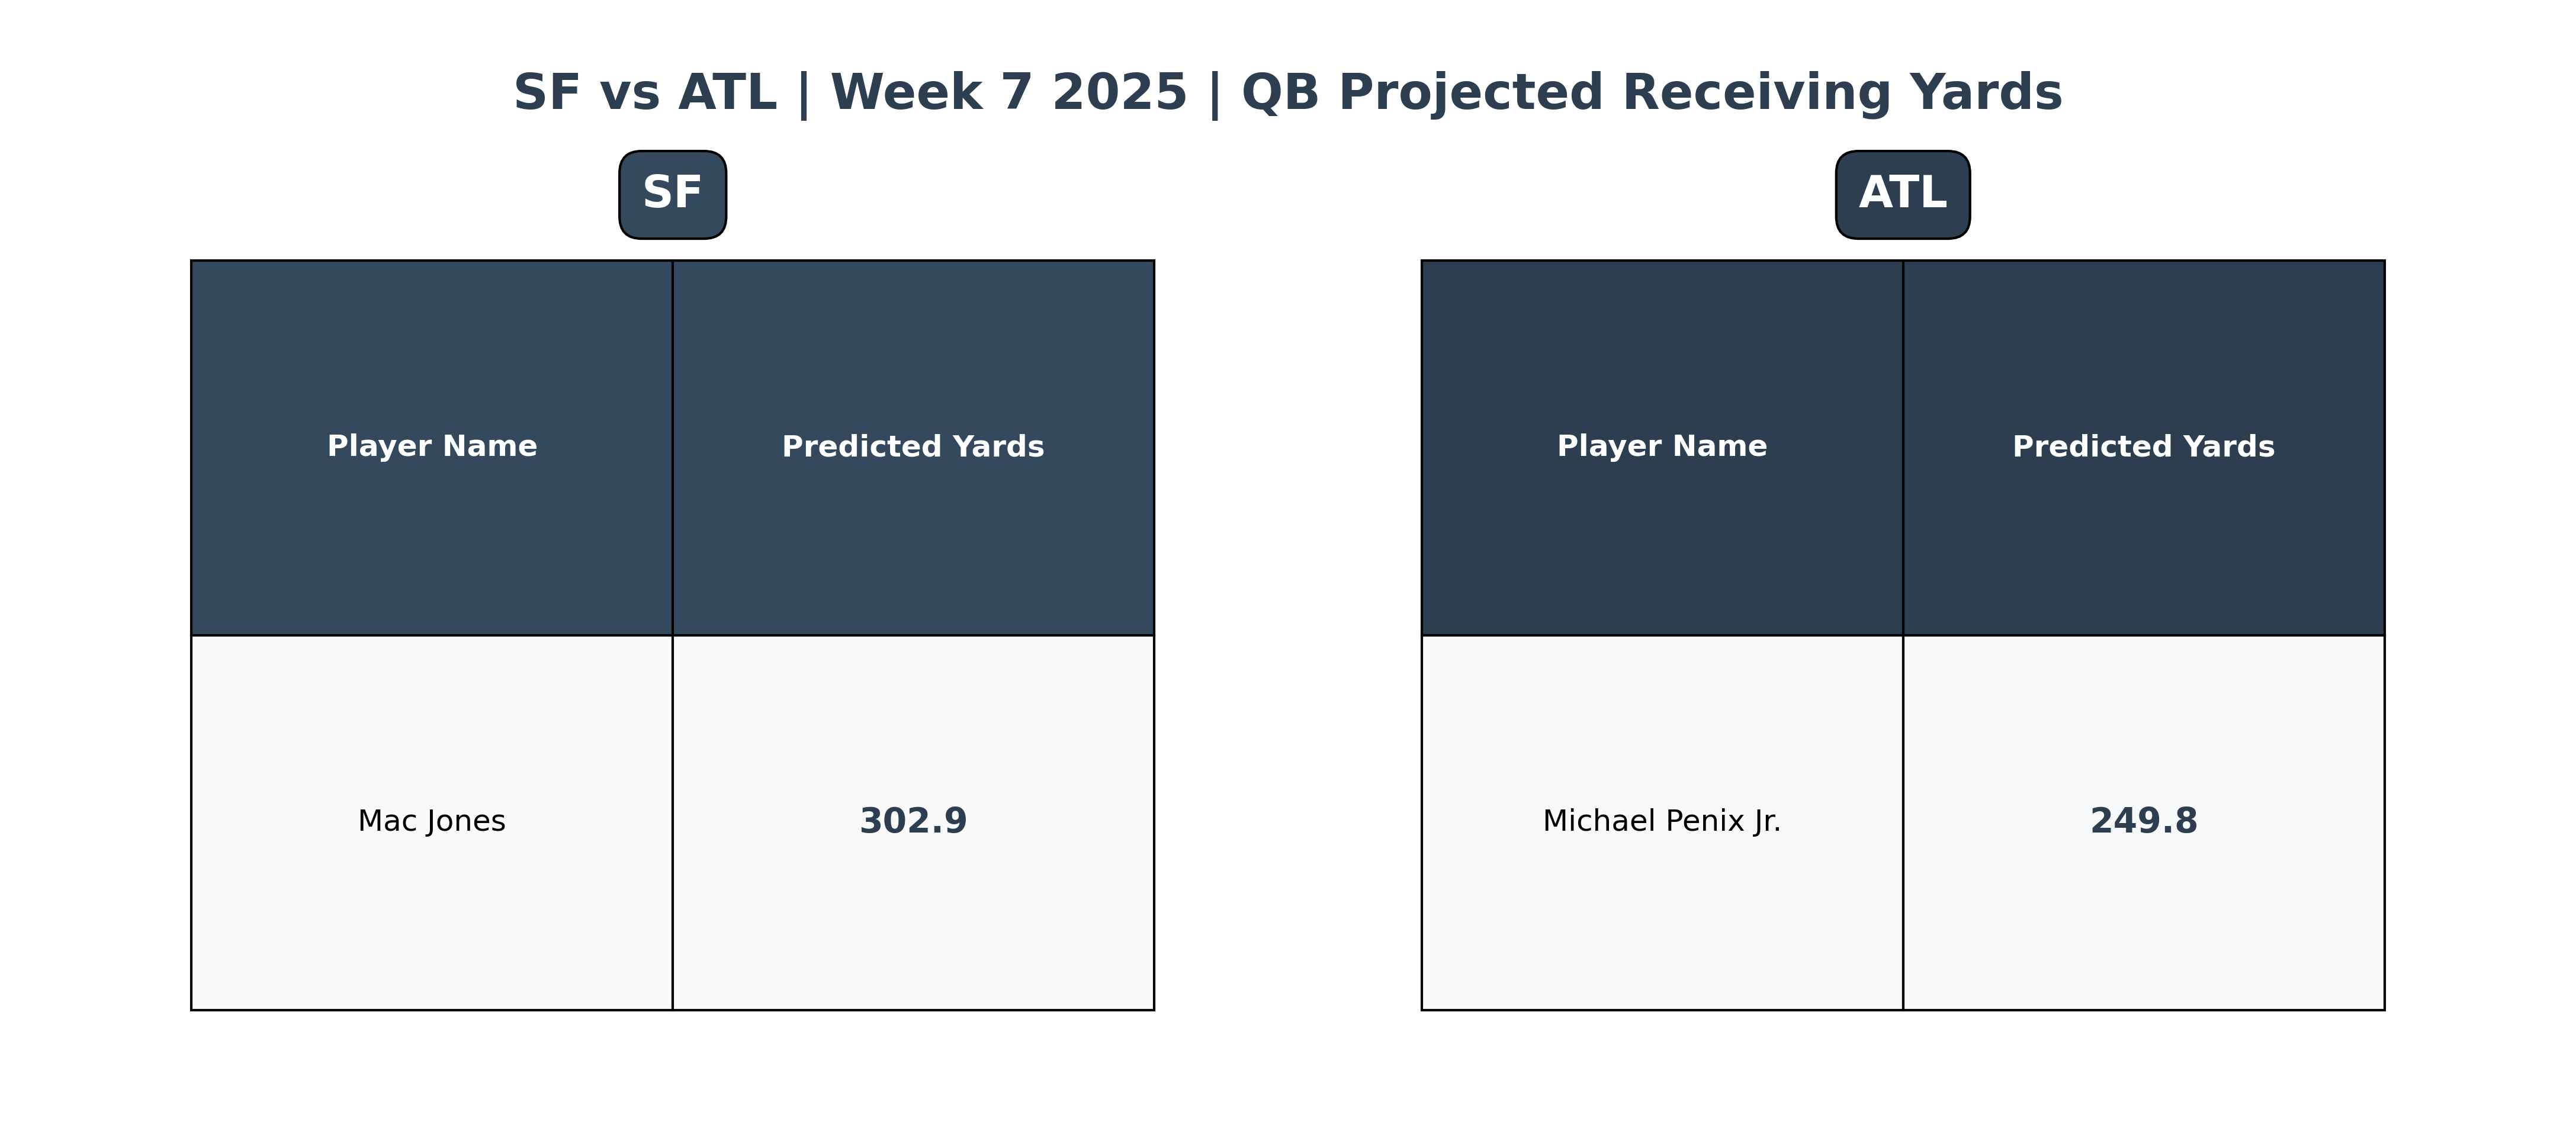 SF vs ATL | Week 7 2025 | QB Projected Receiving Yards
SF
Player Name Predicted Yards
Mac Jones 302.9
ATL
Player Name Predicted Yards
Michael Penix Jr. 249.8